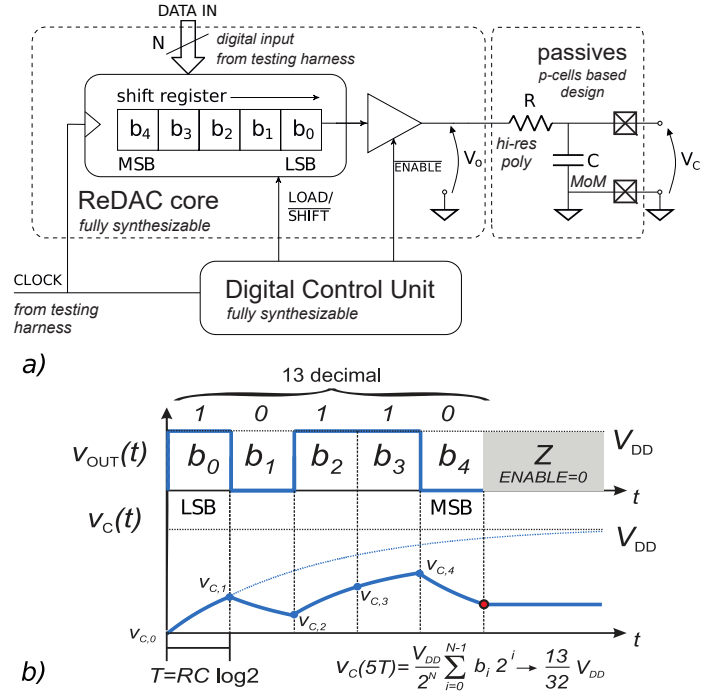 DATA IN
N
digital input
from testing harness
shift register
b4 b3 b2 b1 b0
MSB LSB
ReDAC core
fully synthesizable
LOAD/
SHIFT
ENABLE
Vo
passives
p-cells based
design
R
hi-res
poly
C
MoM
VC
CLOCK
from testing
harness
Digital Control Unit
fully synthesizable
a)
13 decimal
1 0 1 1 0
vOUT(t)
b0 b1 b2 b3 b4
Z
ENABLE=0
VDD
t
LSB MSB
vC(t)
VDD
vC,0
vC,1
vC,2
vC,3
vC,4
t
T=RC log2
b)
vC(5T)= VDD/2^N ∑ i=0 N-1 bi 2^i → 13/32 VDD